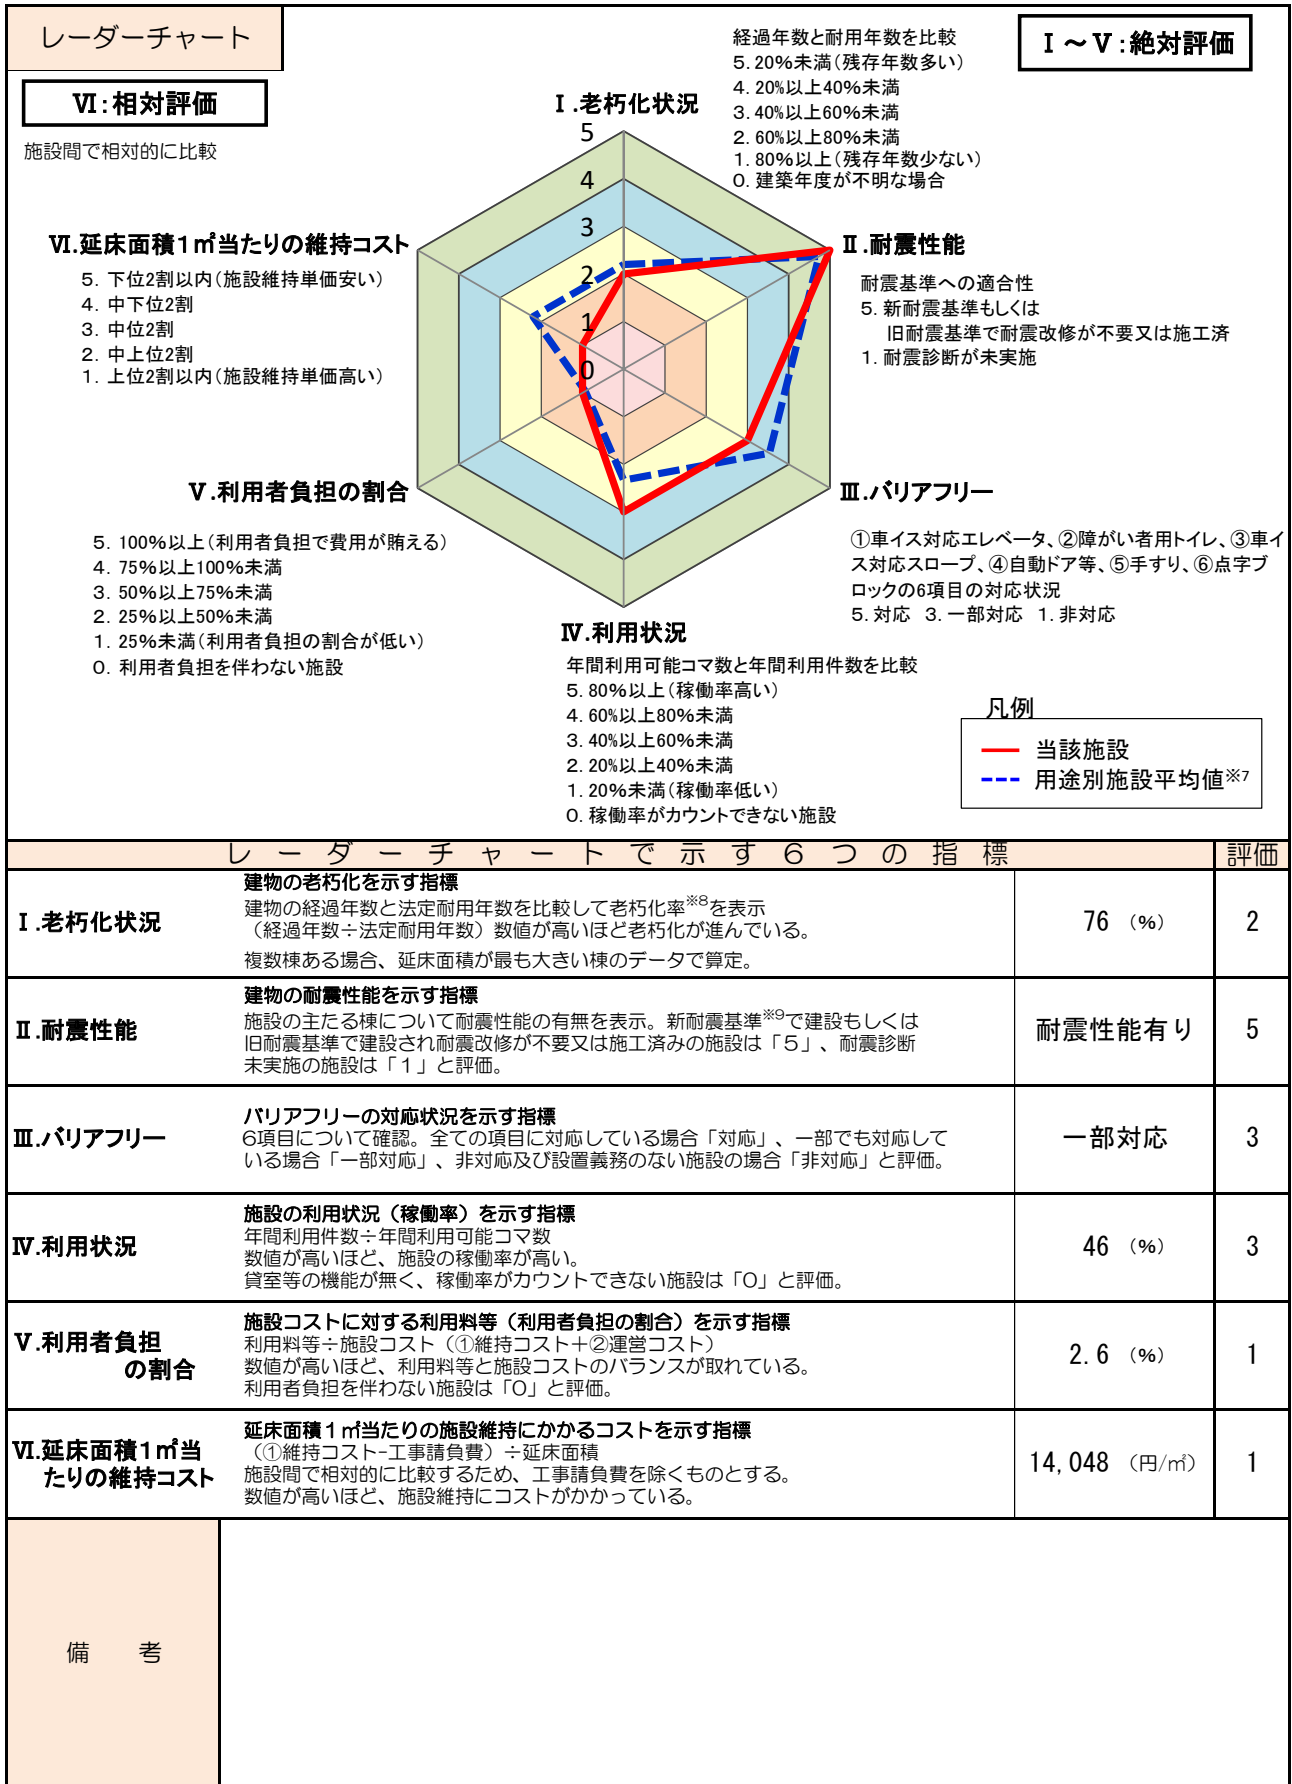 レーダーチャート
Ⅵ：相対評価
施設間で相対的に比較
Ⅰ～Ⅴ：絶対評価
Ⅰ.老朽化状況
経過年数と耐用年数を比較
5.20％未満（残存年数多い）
4.20％以上40％未満
3.40％以上60％未満
2.60％以上80％未満
1.80％以上（残存年数少ない）
0.建築年度が不明な場合
5
4
3
2
1
0
Ⅱ.耐震性能
耐震基準への適合性
5.新耐震基準もしくは
旧耐震基準で耐震改修が不要又は施工済
1.耐震診断が未実施
Ⅵ.延床面積1㎡当たりの維持コスト
5.下位2割以内（施設維持単価安い）
4.中下位2割
3.中位2割
2.中上位2割
1.上位2割以内（施設維持単価高い）
Ⅲ.バリアフリー
①車イス対応エレベータ、②障がい者用トイレ、③車イ
ス対応スロープ、④自動ドア等、⑤手すり、⑥点字ブ
ロックの6項目の対応状況
5.対応 3.一部対応 1.非対応
Ⅴ.利用者負担の割合
5.100％以上（利用者負担で費用が賄える）
4.75％以上100％未満
3.50％以上75％未満
2.25％以上50％未満
1.25％未満（利用者負担の割合が低い）
0.利用者負担を伴わない施設
Ⅳ.利用状況
年間利用可能コマ数と年間利用件数を比較
5.80％以上（稼働率高い）
4.60％以上80％未満
3.40％以上60％未満
2.20％以上40％未満
1.20％未満（稼働率低い）
0.稼働率がカウントできない施設
凡例
当該施設
用途別施設平均値※7
レーダーチャートで示す６つの指標 評価
Ⅰ.老朽化状況
建物の老朽化を示す指標
建物の経過年数と法定耐用年数を比較して老朽化率※8を表示
（経過年数÷法定耐用年数）数値が高いほど老朽化が進んでいる。
複数棟ある場合、延床面積が最も大きい棟のデータで算定。
76 （%） 2
Ⅱ.耐震性能
建物の耐震性能を示す指標
施設の主たる棟について耐震性能の有無を表示。新耐震基準※9で建設もしくは
旧耐震基準で建設され耐震改修が不要又は施工済みの施設は「５」、耐震診断
未実施の施設は「１」と評価。
耐震性能有り 5
Ⅲ.バリアフリー
バリアフリーの対応状況を示す指標
6項目について確認。全ての項目に対応している場合「対応」、一部でも対応して
いる場合「一部対応」、非対応及び設置義務のない施設の場合「非対応」と評価。
一部対応 3
Ⅳ.利用状況
施設の利用状況（稼働率）を示す指標
年間利用件数÷年間利用可能コマ数
数値が高いほど、施設の稼働率が高い。
貸室等の機能が無く、稼働率がカウントできない施設は「０」と評価。
46 （%） 3
Ⅴ.利用者負担
の割合
施設コストに対する利用料等（利用者負担の割合）を示す指標
利用料等÷施設コスト（①維持コスト+②運営コスト）
数値が高いほど、利用料等と施設コストのバランスが取れている。
利用者負担を伴わない施設は「０」と評価。
2.6 （%） 1
Ⅵ.延床面積1㎡当
たりの維持コスト
延床面積１㎡当たりの施設維持にかかるコストを示す指標
（①維持コスト-工事請負費）÷延床面積
施設間で相対的に比較するため、工事請負費を除くものとする。
数値が高いほど、施設維持にコストがかかっている。
14,048 （円/㎡） 1
備 考